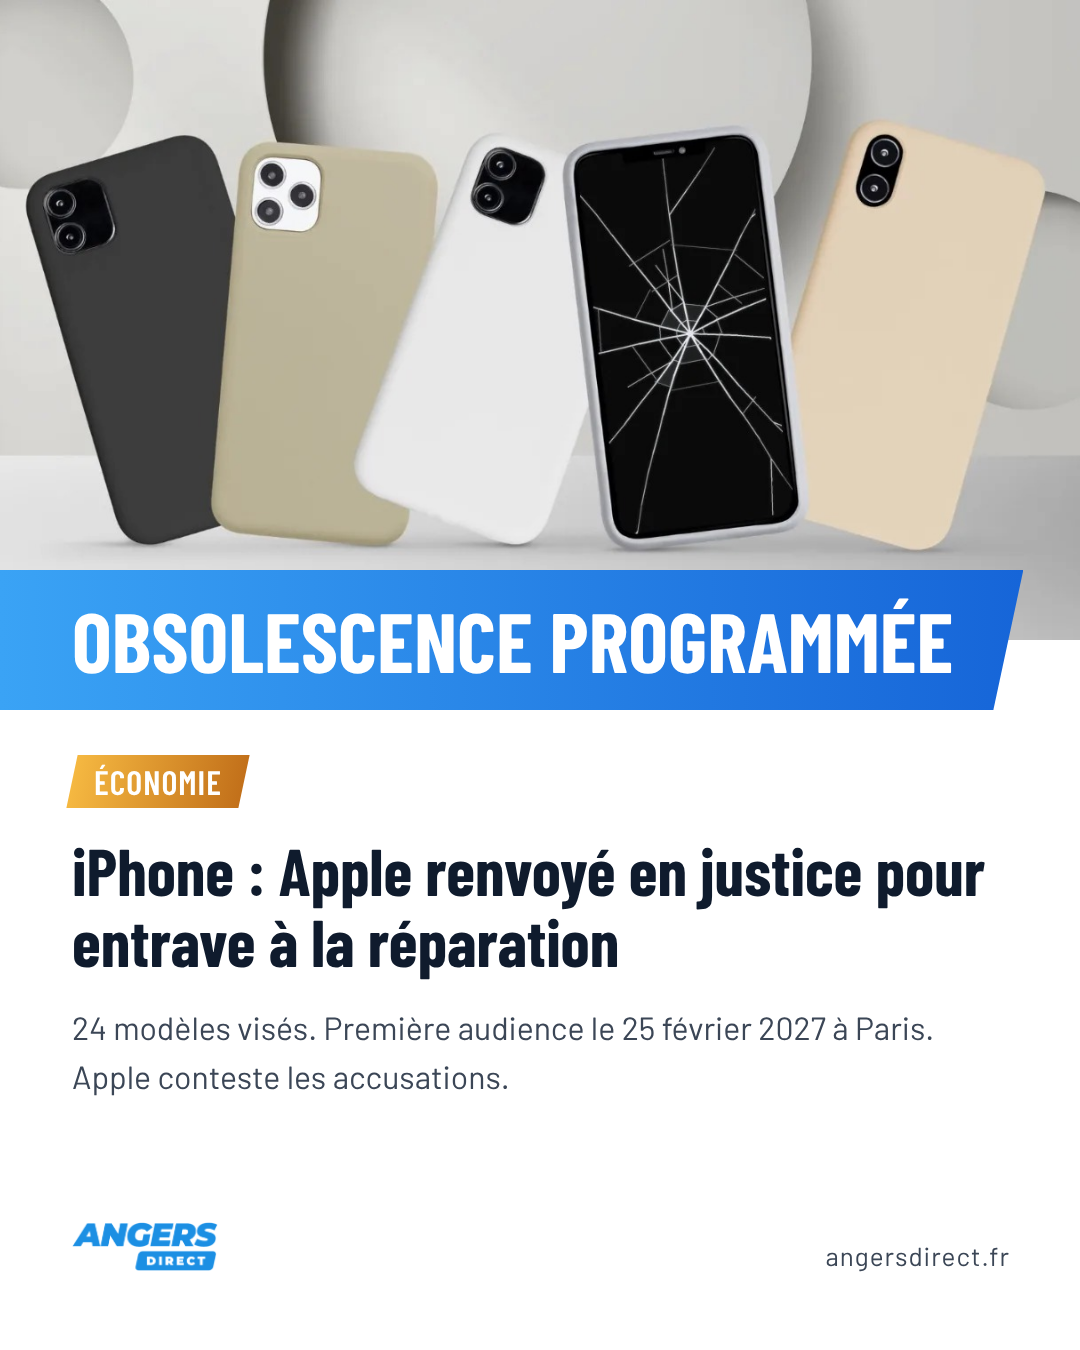 OBSOLESCENCE PROGRAMMÉE
ÉCONOMIE
iPhone : Apple renvoyé en justice pour
entrave à la réparation
24 modèles visés. Première audience le 25 février 2027 à Paris.
Apple conteste les accusations.
ANGERS
DIRECT
angersdirect.fr